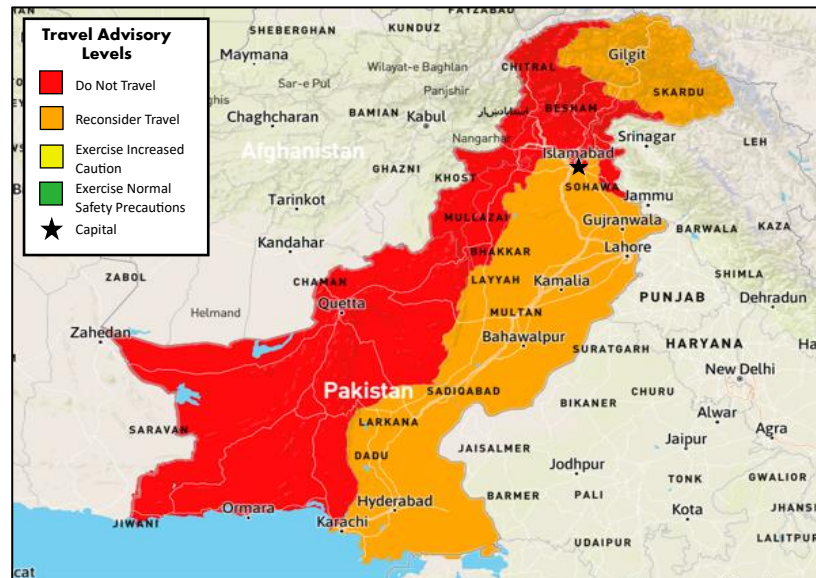 Travel Advisory
Levels
Do Not Travel
Reconsider Travel
Exercise Increased
Caution
Exercise Normal
Safety Precautions
Capital
FAYZABAD
SHEBERGHAN
KUNDUZ
Maymana
Wilayat-e Baghlan
CHITRAL
Gilgit
Sar-e Pul
Panjshir
SKARDU
BESHAM
Chaghcharan
BAMIAN
Kabul
Nangarhar
Srinagar
LEH
Afghanistan
Islamabad
GHAZNI
KHOST
SOHAWA
Jammu
Tarinkot
MULLAZAI
Gujranwala
BARWALA
KAZA
Kandahar
BHAKKAR
Lahore
ZABOL
CHAMAN
LAYYAH
Kamalia
SHIMLA
Helmand
Quetta
MULTAN
PUNJAB
Dehradun
Zahedan
Bahawalpur
SURATGARH
HARYANA
Ha
New Delhi
Pakistan
SADIQABAD
BIKANER
CHURU
SARAVAN
LARKANA
Alwar
Agra
DADU
JAISALMER
Jaipur
Jodhpur
TONK
GWALIOR
Ormara
Hyderabad
BARMER
PALI
Kota
JHANSI
JIWANI
Karachi
UDAIPUR
LALITPUR
cat